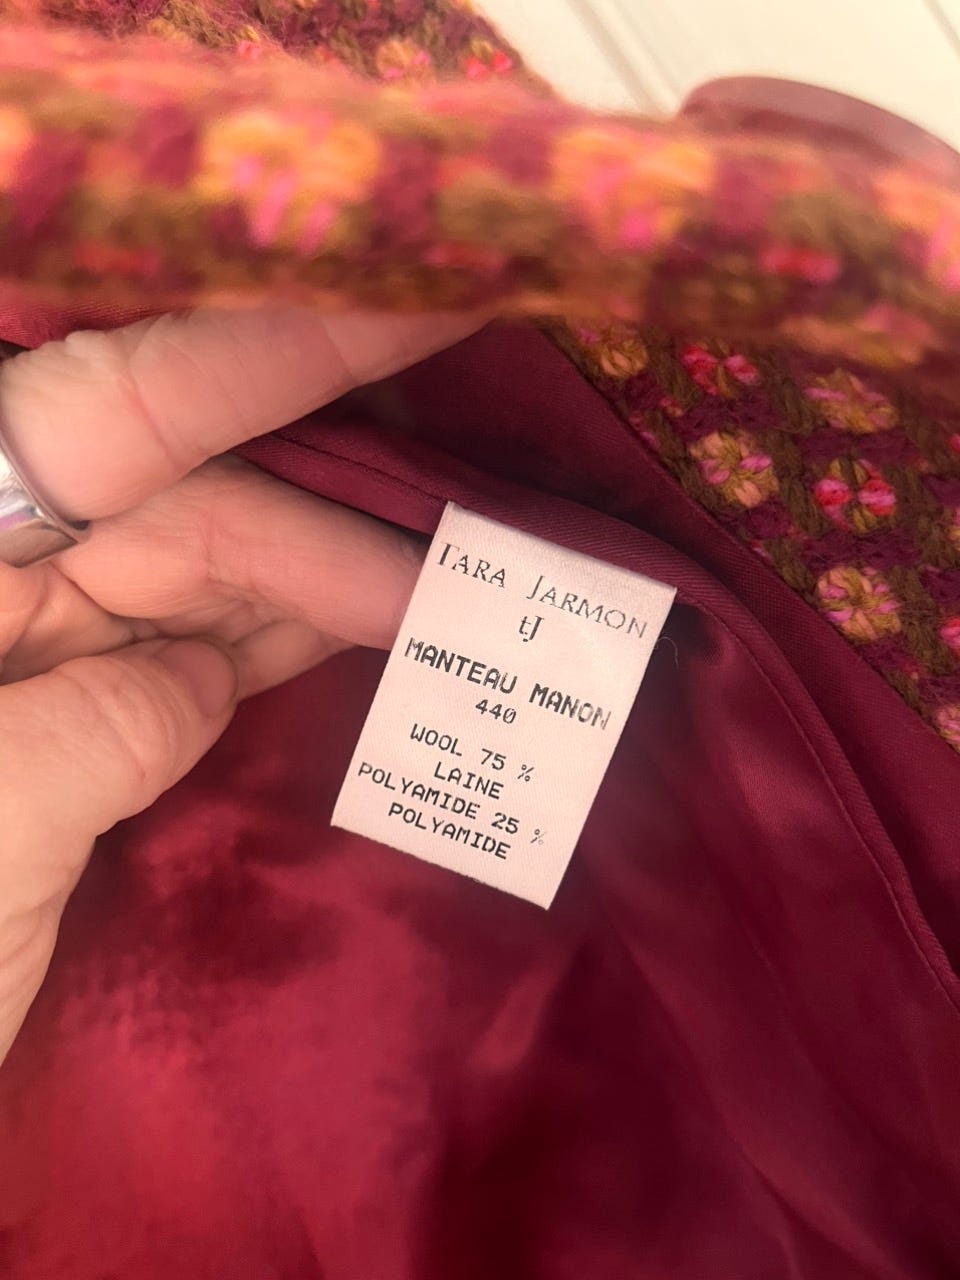 TARA JARMON
tJ
MANTEAU MANON
440
WOOL 75 %
LAINE
POLYAMIDE 25 %
POLYAMIDE